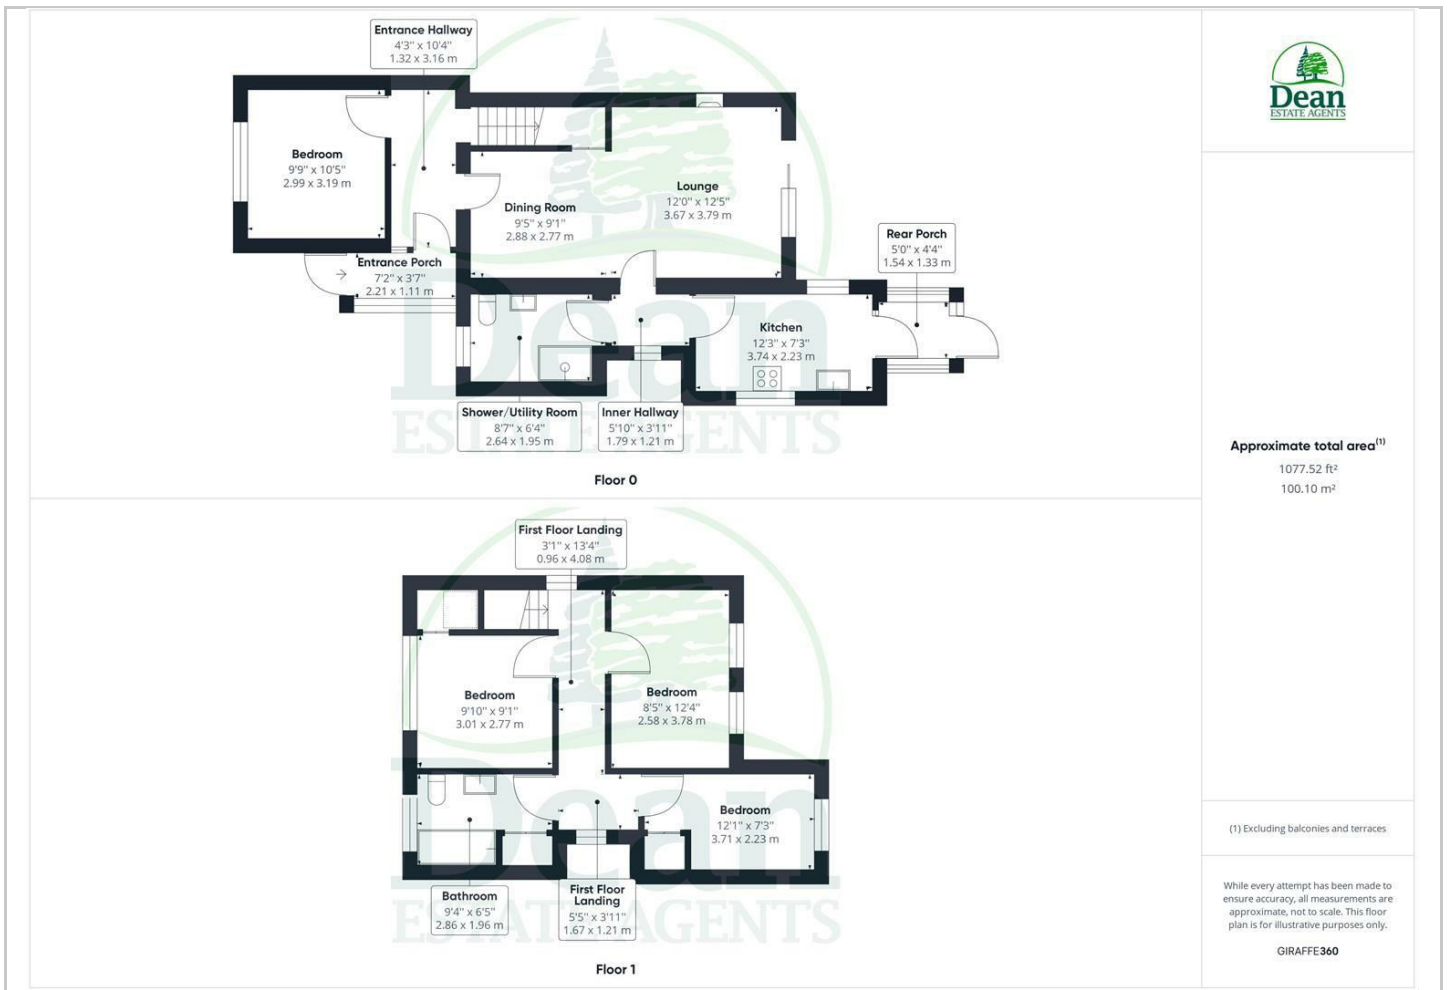 Entrance Hallway
4'3" x 10'4"
1.32 x 3.16 m
Bedroom
9'9" x 10'5"
2.99 x 3.19 m
Lounge
12'0" x 12'5"
3.67 x 3.79 m
Dining Room
9'5" x 9'1"
2.88 x 2.77 m
Rear Porch
5'0" x 4'4"
1.54 x 1.33 m
Entrance Porch
7'2" x 3'7"
2.21 x 1.11 m
Kitchen
12'3" x 7'3"
3.74 x 2.23 m
Shower/Utility Room
8'7" x 6'4"
2.64 x 1.95 m
Inner Hallway
5'10" x 3'11"
1.79 x 1.21 m
Dean
ESTATE AGENTS
Floor 0
First Floor Landing
3'1" x 13'4"
0.96 x 4.08 m
Bedroom
9'10" x 9'1"
3.01 x 2.77 m
Bedroom
8'5" x 12'4"
2.58 x 3.78 m
Bedroom
12'1" x 7'3"
3.71 x 2.23 m
Bathroom
9'4" x 6'5"
2.86 x 1.96 m
First Floor
Landing
5'5" x 3'11"
1.67 x 1.21 m
Dean
ESTATE AGENTS
Floor 1
Dean
ESTATE AGENTS
Approximate total area(1)
1077.52 ft²
100.10 m²
(1) Excluding balconies and terraces
While every attempt has been made to
ensure accuracy, all measurements are
approximate, not to scale. This floor
plan is for illustrative purposes only.
GIRAFFE360